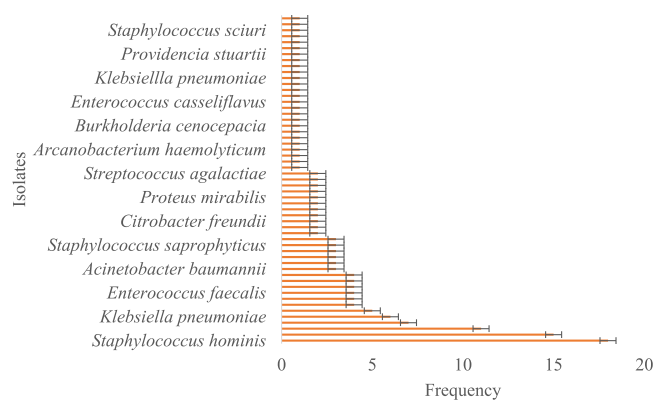 Staphylococcus sciuri
Providencia stuartii
Klebsiellla pneumoniae
Enterococcus casseliflavus
Burkholderia cenocepacia
Arcanobacterium haemolyticum
Streptococcus agalactiae
Proteus mirabilis
Citrobacter freundii
Staphylococcus saprophyticus
Acinetobacter baumannii
Enterococcus faecalis
Klebsiella pneumoniae
Staphylococcus hominis
Isolates
0 5 10 15 20
Frequency